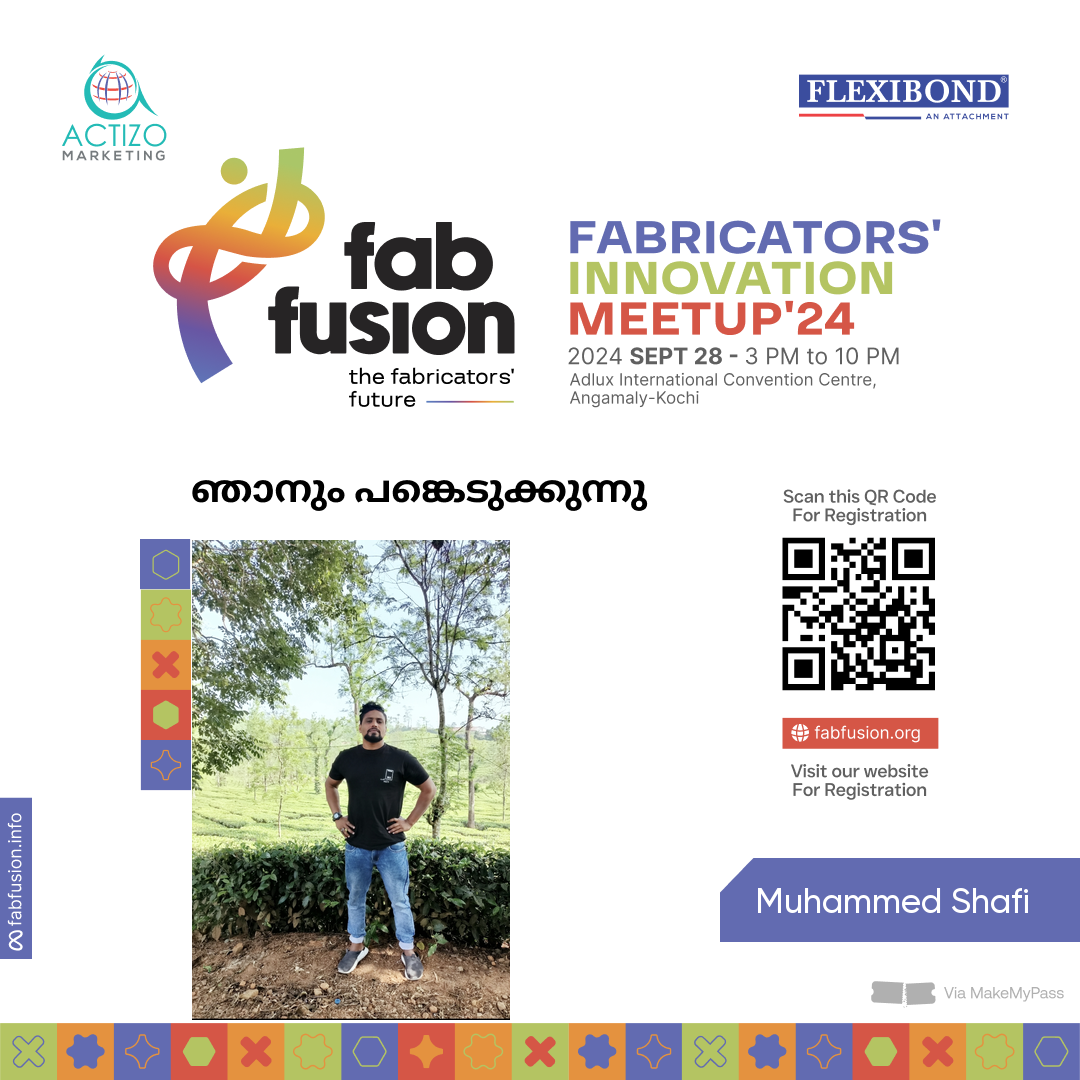 ACTIZO
MARKETING
FLEXIBOND®
AN ATTACHMENT
fab
fusion
the fabricators'
future
FABRICATORS'
INNOVATION
MEETUP'24
2024 SEPT 28 - 3 PM to 10 PM
Adlux International Convention Centre,
Angamaly-Kochi
ഞാനും പങ്കെടുക്കുന്നു
Scan this QR Code
For Registration
fabfusion.org
Visit our website
For Registration
fabfusion.info
Muhammed Shafi
Via MakeMyPass